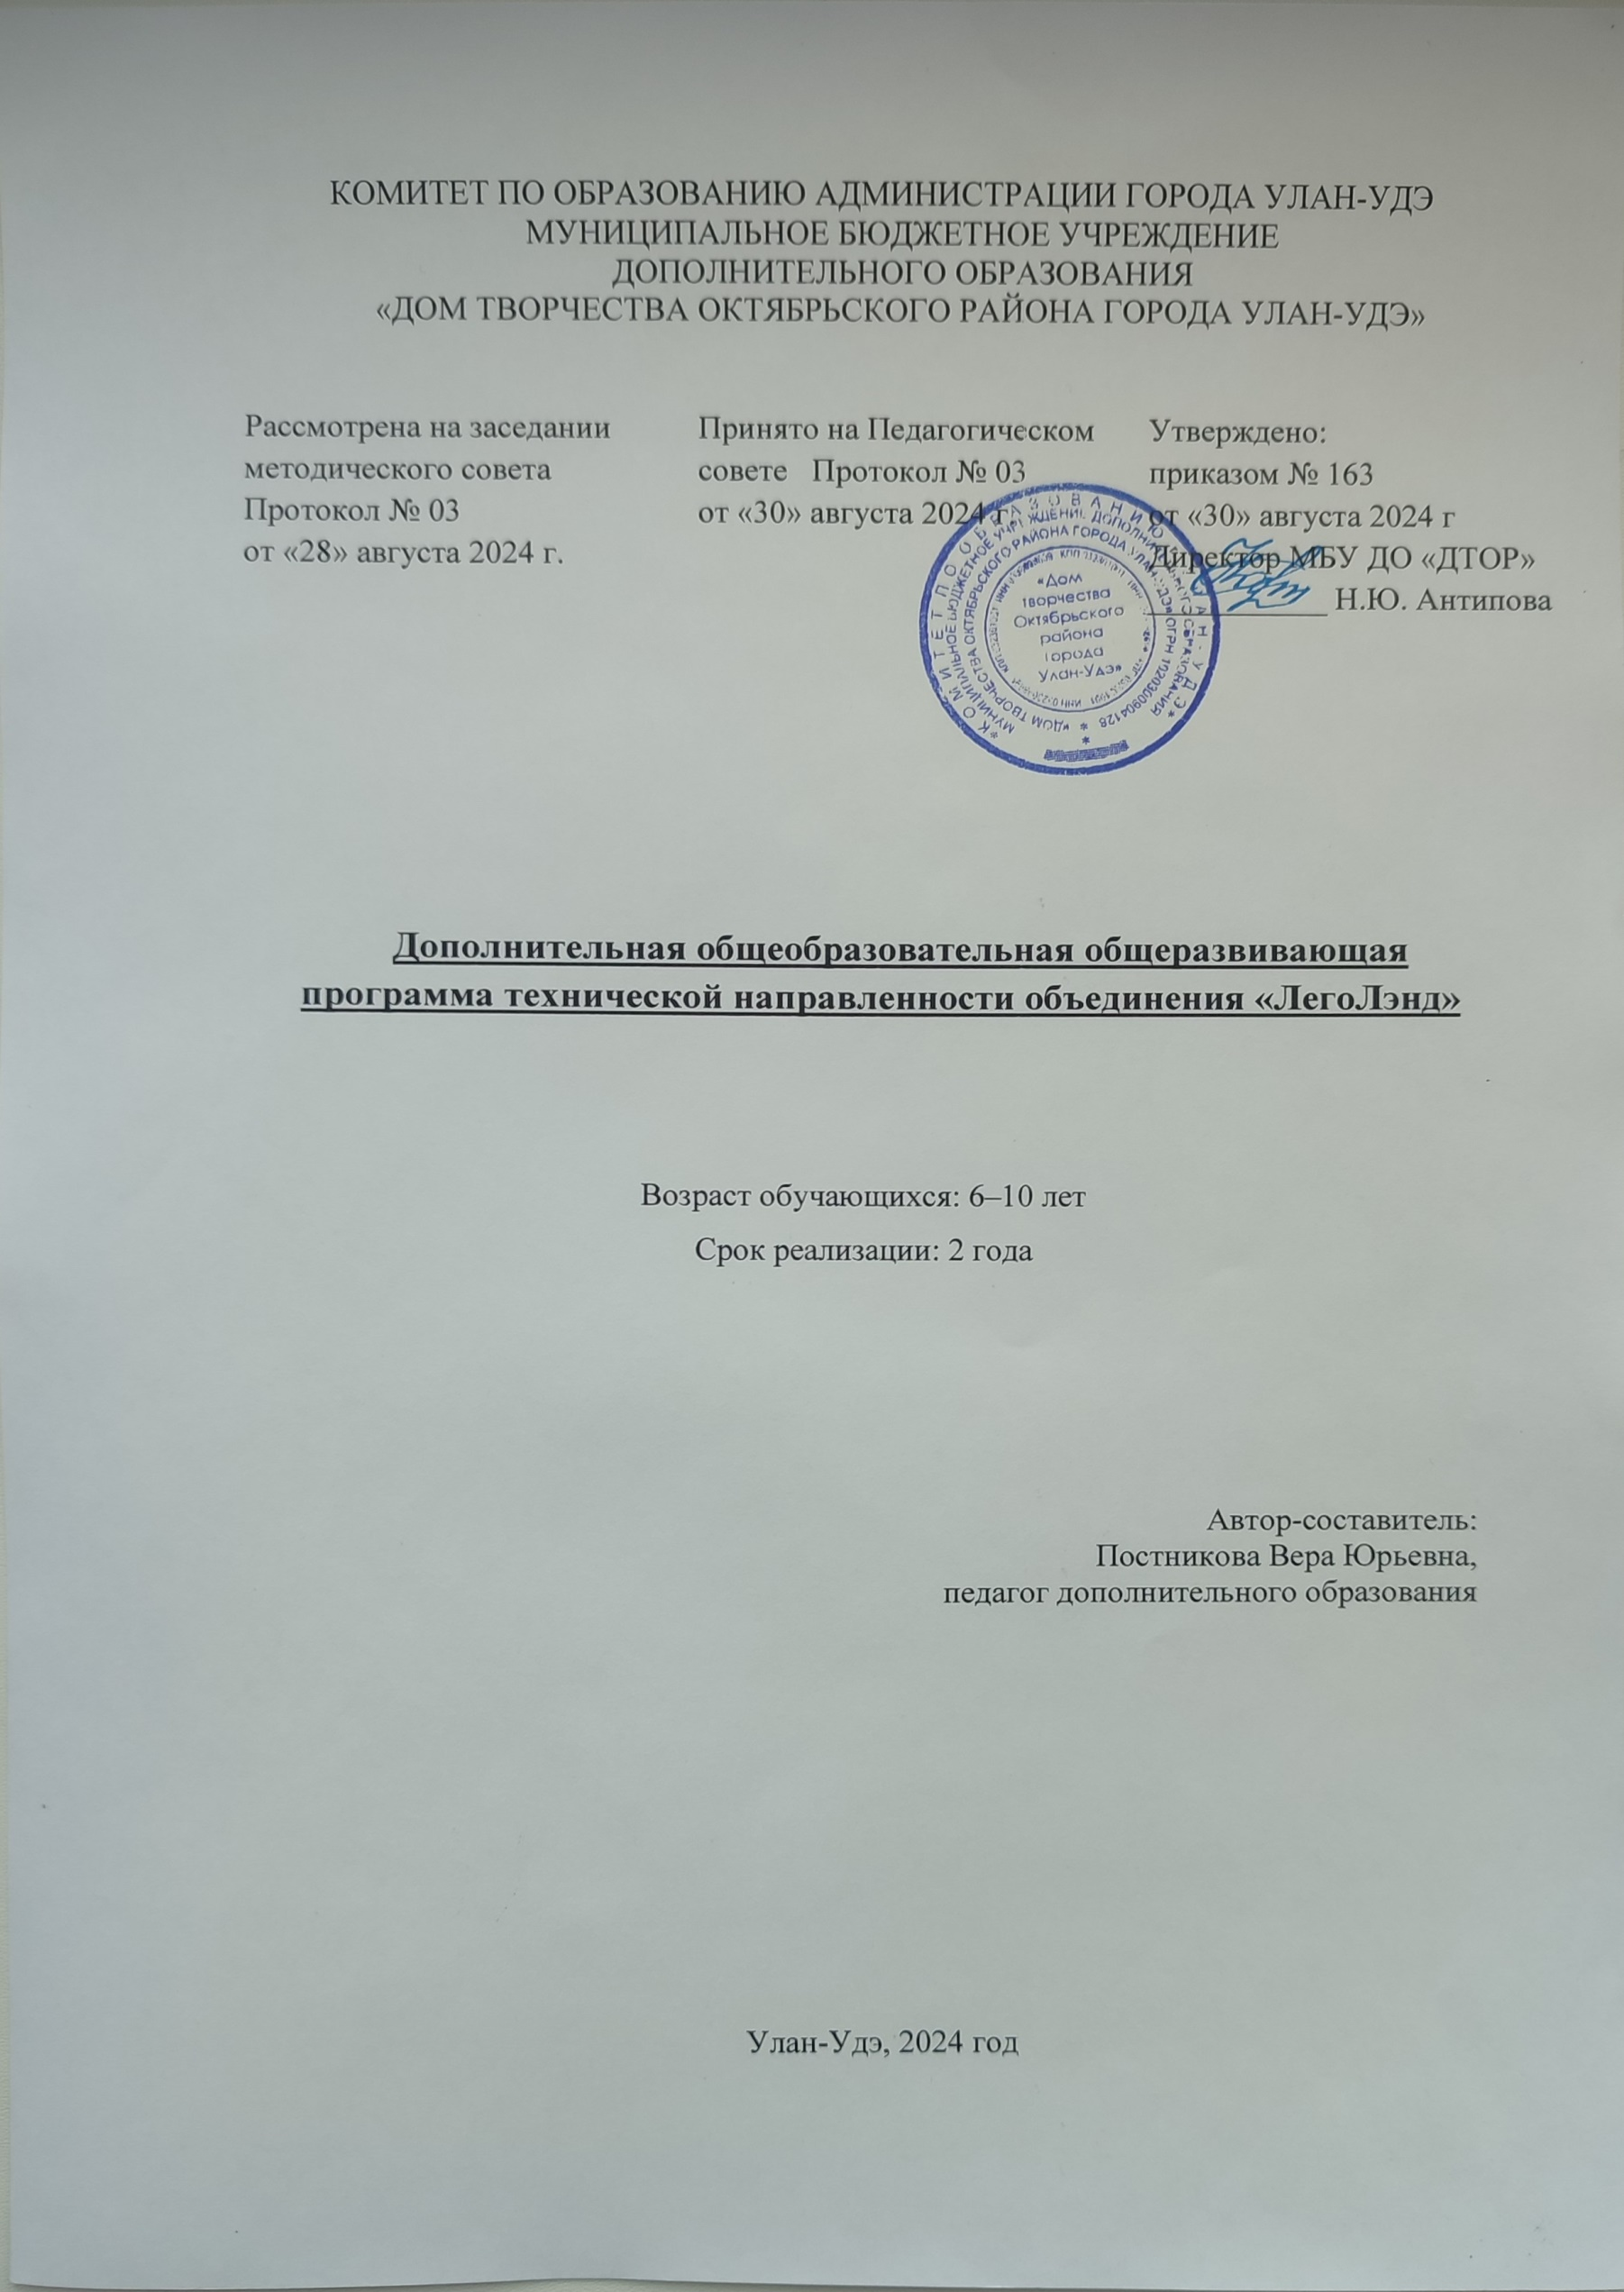 КОМИТЕТ ПО ОБРАЗОВАНИЮ АДМИНИСТРАЦИИ ГОРОДА УЛАН-УДЭ
МУНИЦИПАЛЬНОЕ БЮДЖЕТНОЕ УЧРЕЖДЕНИЕ
ДОПОЛНИТЕЛЬНОГО ОБРАЗОВАНИЯ
«ДОМ ТВОРЧЕСТВА ОКТЯБРЬСКОГО РАЙОНА ГОРОДА УЛАН-УДЭ»
Рассмотрена на заседании
методического совета
Протокол № 03
от «28» августа 2024 г.
Принято на Педагогическом
совете Протокол № 03
от «30» августа 2024 г.
Утверждено:
приказом № 163
от «30» августа 2024 г
Директор МБУ ДО «ДТОР»
Н.Ю. Антипова
«Дом
творчества
Октябрьского
района
города
Улан-Удэ»
Дополнительная общеобразовательная общеразвивающая
программа технической направленности объединения «ЛегоЛэнд»
Возраст обучающихся: 6–10 лет
Срок реализации: 2 года
Автор-составитель:
Постникова Вера Юрьевна,
педагог дополнительного образования
Улан-Удэ, 2024 год